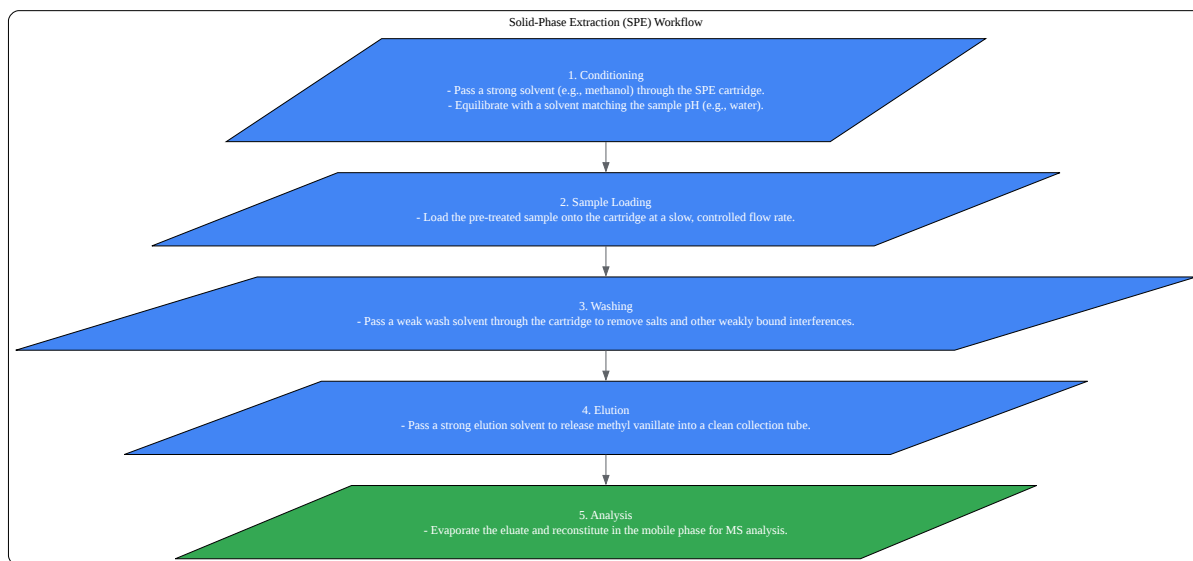 Solid-Phase Extraction (SPE) Workflow
1. Conditioning
- Pass a strong solvent (e.g., methanol) through the SPE cartridge.
- Equilibrate with a solvent matching the sample pH (e.g., water).
2. Sample Loading
- Load the pre-treated sample onto the cartridge at a slow, controlled flow rate.
3. Washing
- Pass a weak wash solvent through the cartridge to remove salts and other weakly bound interferences.
4. Elution
- Pass a strong elution solvent to release methyl vanillate into a clean collection tube.
5. Analysis
- Evaporate the eluate and reconstitute in the mobile phase for MS analysis.